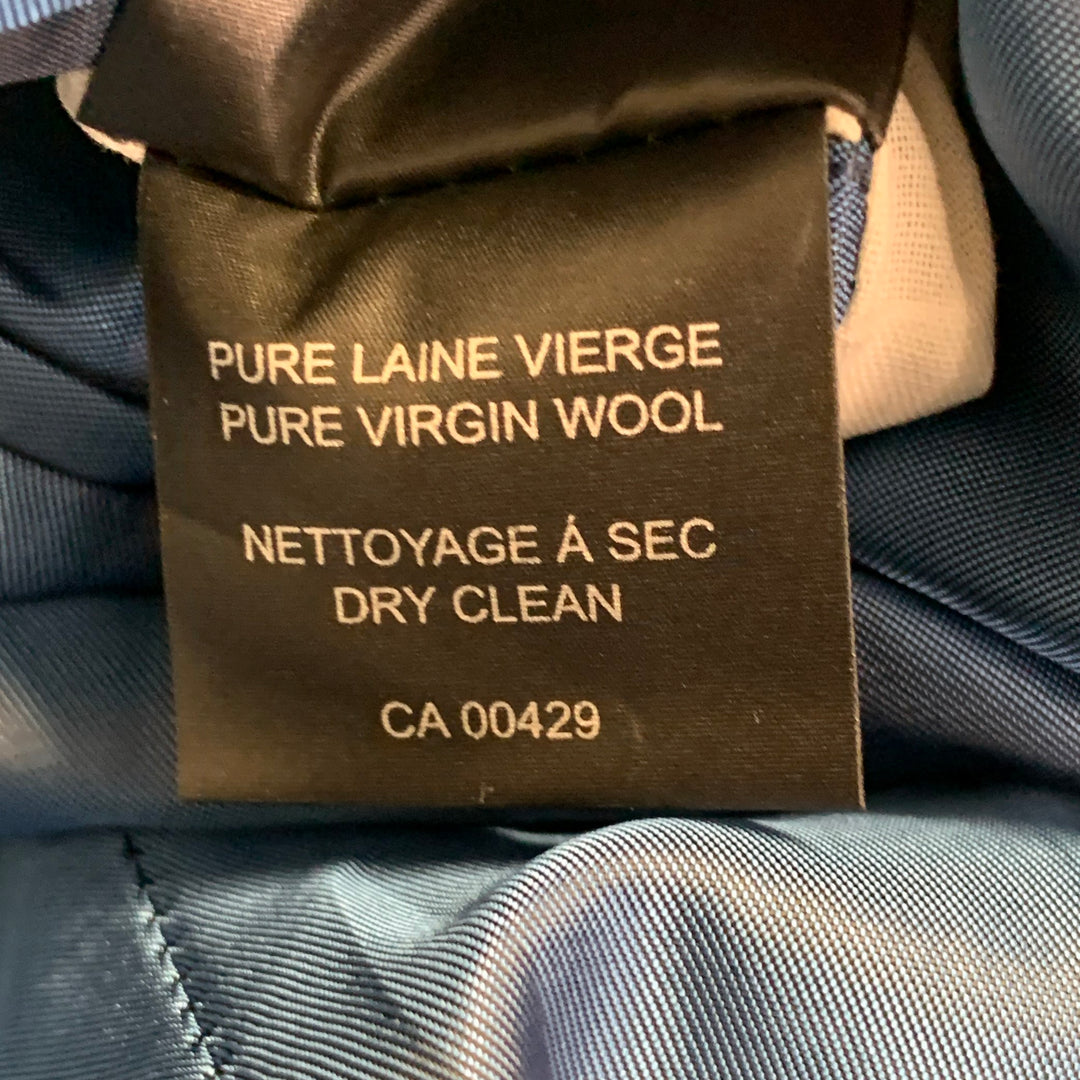 PURE LAINE VIERGE
PURE VIRGIN WOOL
NETTOYAGE Á SEC
DRY CLEAN
CA 00429